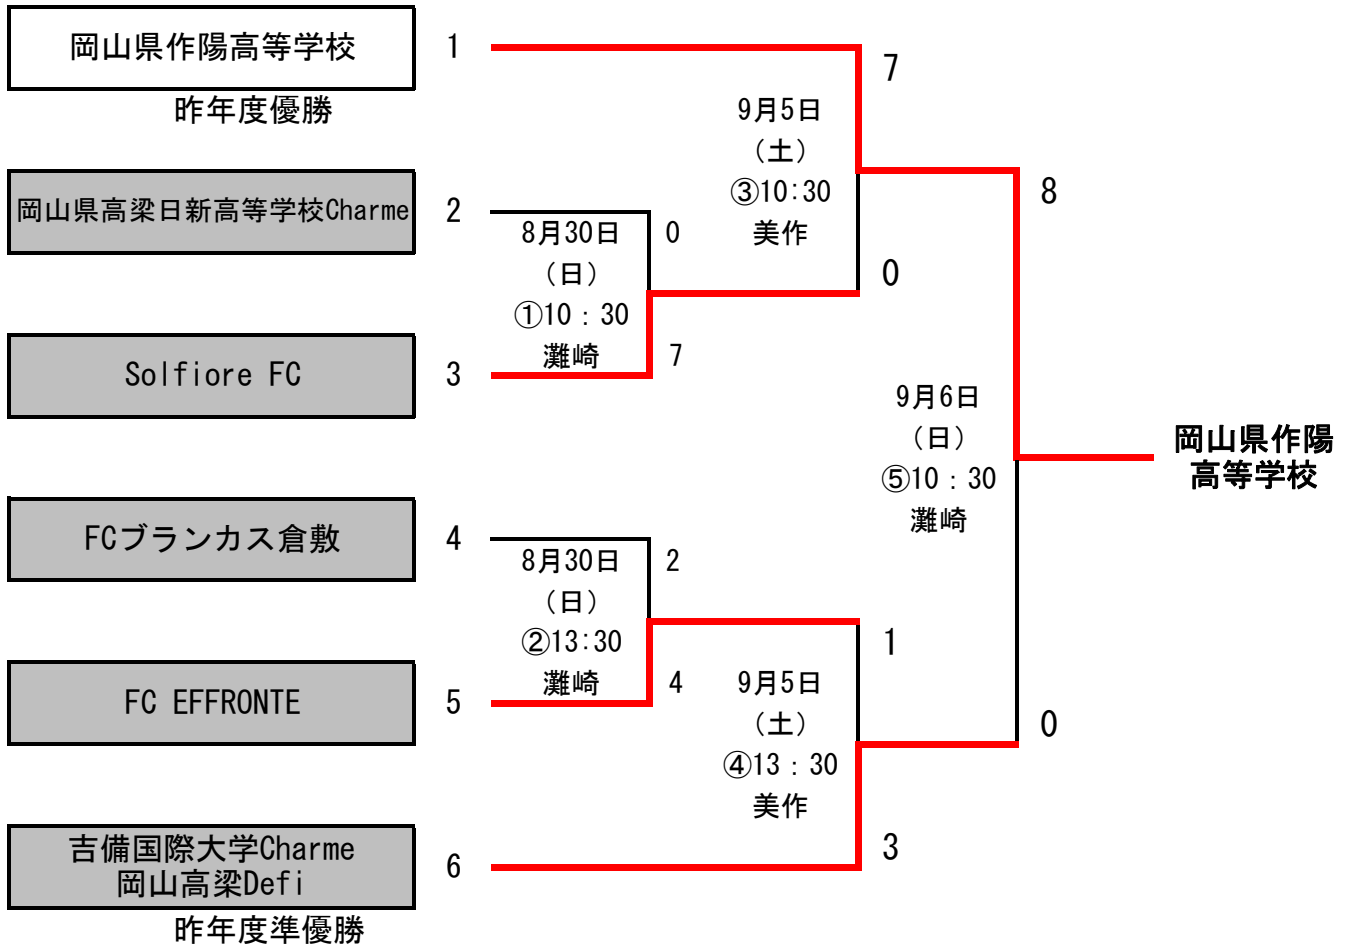 岡山県作陽高等学校
1
昨年度優勝
7
9月5日
（土）
③10:30
美作
岡山県高梁日新高等学校Charme
2
8月30日
（日）
①10：30
灘崎
0
0
8
Solfiore FC
3
7
9月6日
（日）
⑤10：30
灘崎
岡山県作陽
高等学校
FCブランカス倉敷
4
8月30日
（日）
②13:30
灘崎
2
1
FC EFFRONTE
5
4
9月5日
（土）
④13：30
美作
0
吉備国際大学Charme
岡山高梁Defi
6
3
昨年度準優勝